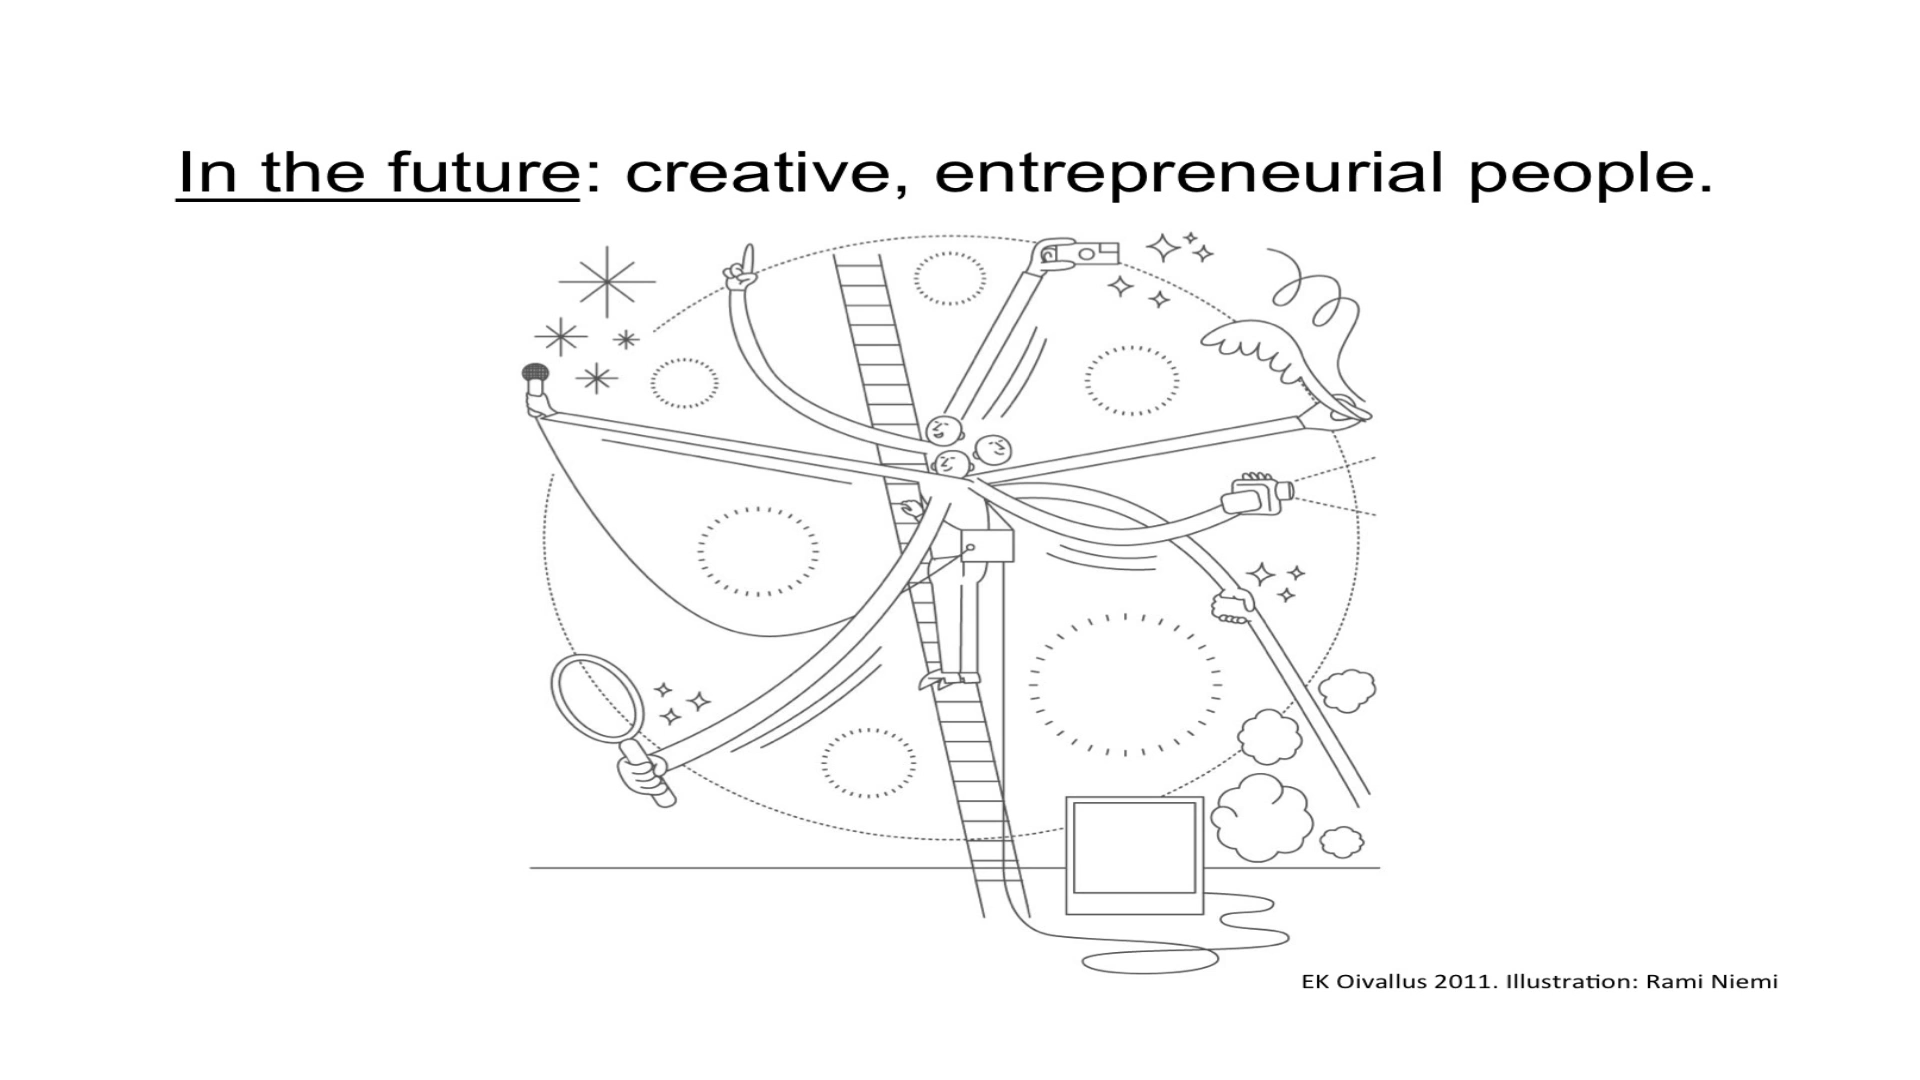 In the future: creative, entrepreneurial people.
EK Oivallus 2011. Illustration: Rami Niemi